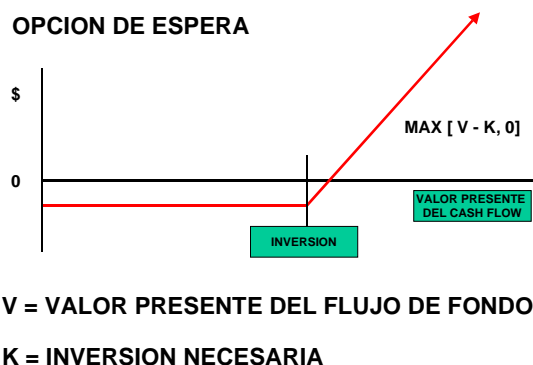 OPCION DE ESPERA
$
MAX [ V - K, 0]
0
VALOR PRESENTE
DEL CASH FLOW
INVERSION
V = VALOR PRESENTE DEL FLUJO DE FONDO
K = INVERSION NECESARIA